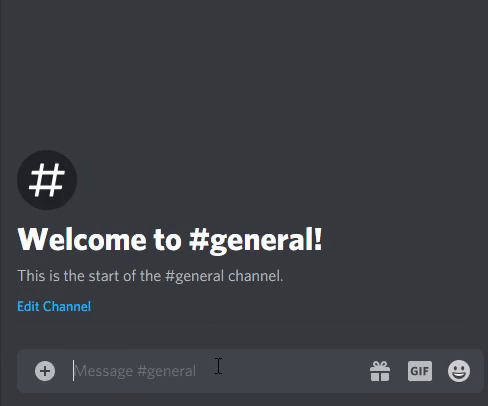 #
Welcome to #general!
This is the start of the #general channel.
Edit Channel
Message #general
GIF